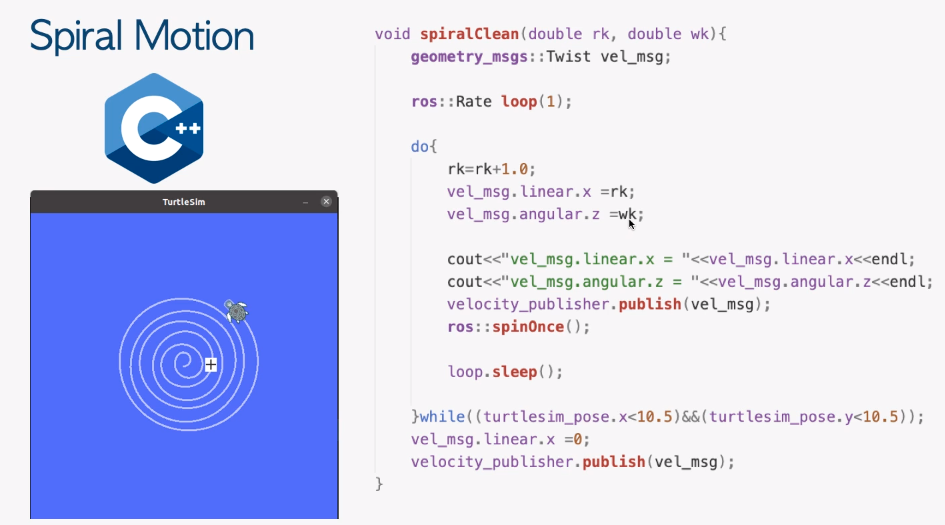 Spiral Motion
C++
TurtleSim
void spiralClean(double rk, double wk){
geometry_msgs::Twist vel_msg;
ros::Rate loop(1);
do{
rk=rk+1.0;
vel_msg.linear.x =rk;
vel_msg.angular.z =wk;
cout<<"vel_msg.linear.x = "<<vel_msg.linear.x<<endl;
cout<<"vel_msg.angular.z = "<<vel_msg.angular.z<<endl;
velocity_publisher.publish(vel_msg);
ros::spinOnce();
loop.sleep();
}while((turtlesim_pose.x<10.5)&&(turtlesim_pose.y<10.5));
vel_msg.linear.x =0;
velocity_publisher.publish(vel_msg);
}